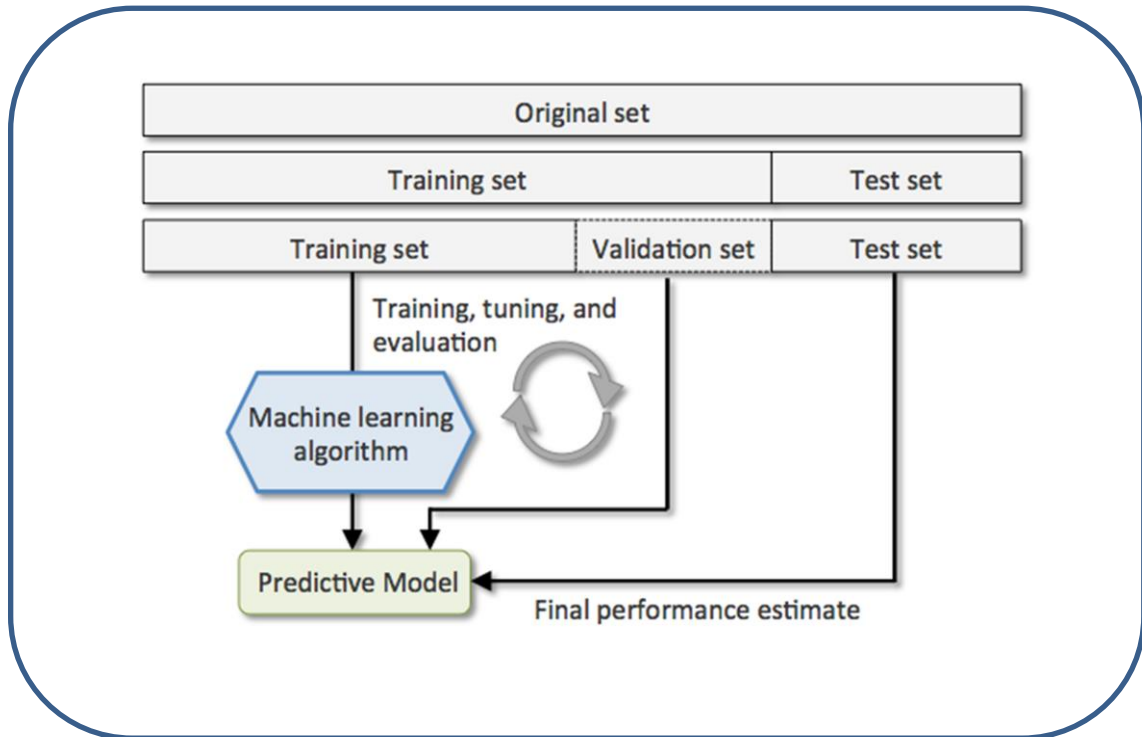 Original set
Training set
Test set
Training set
Validation set
Test set
Training, tuning, and
evaluation
Machine learning
algorithm
Predictive Model
Final performance estimate